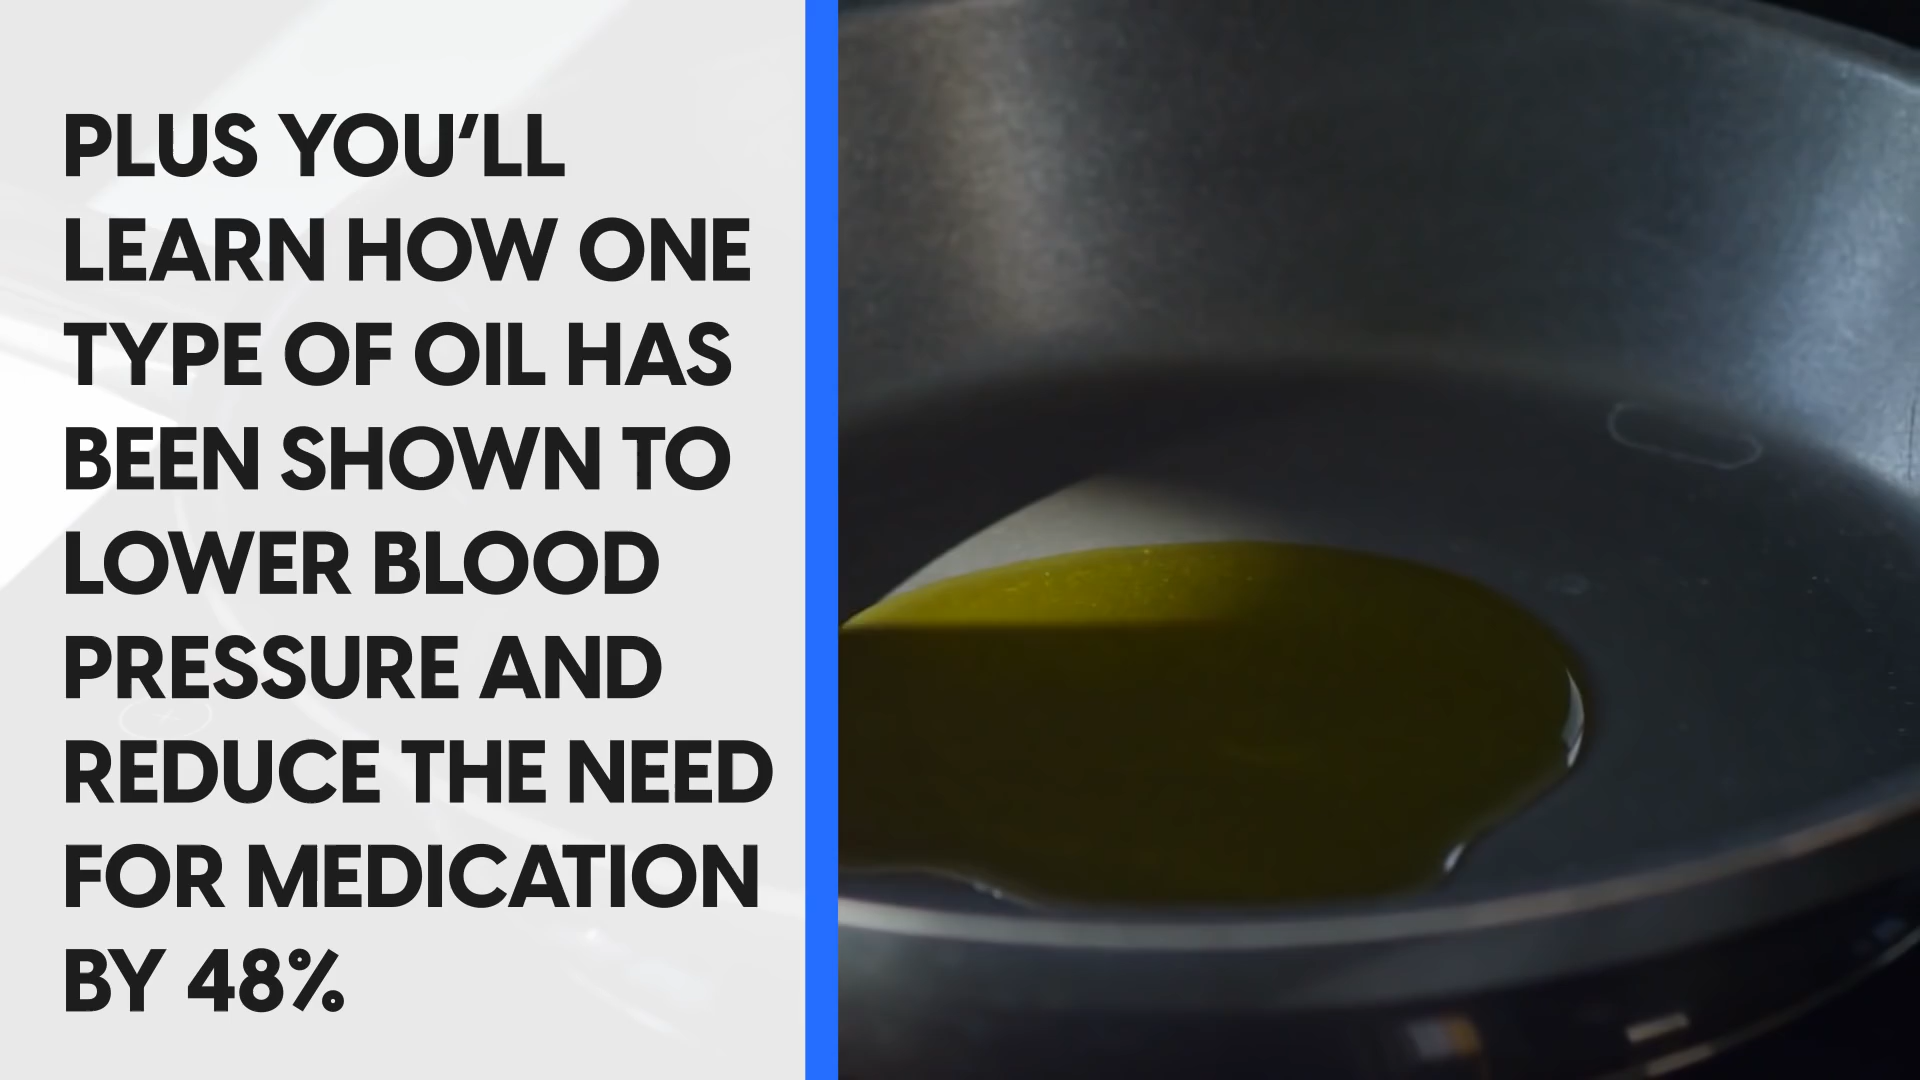 PLUS YOU'LL
LEARN HOW ONE
TYPE OF OIL HAS
BEEN SHOWN TO
LOWER BLOOD
PRESSURE AND
REDUCE THE NEED
FOR MEDICATION
BY 48%